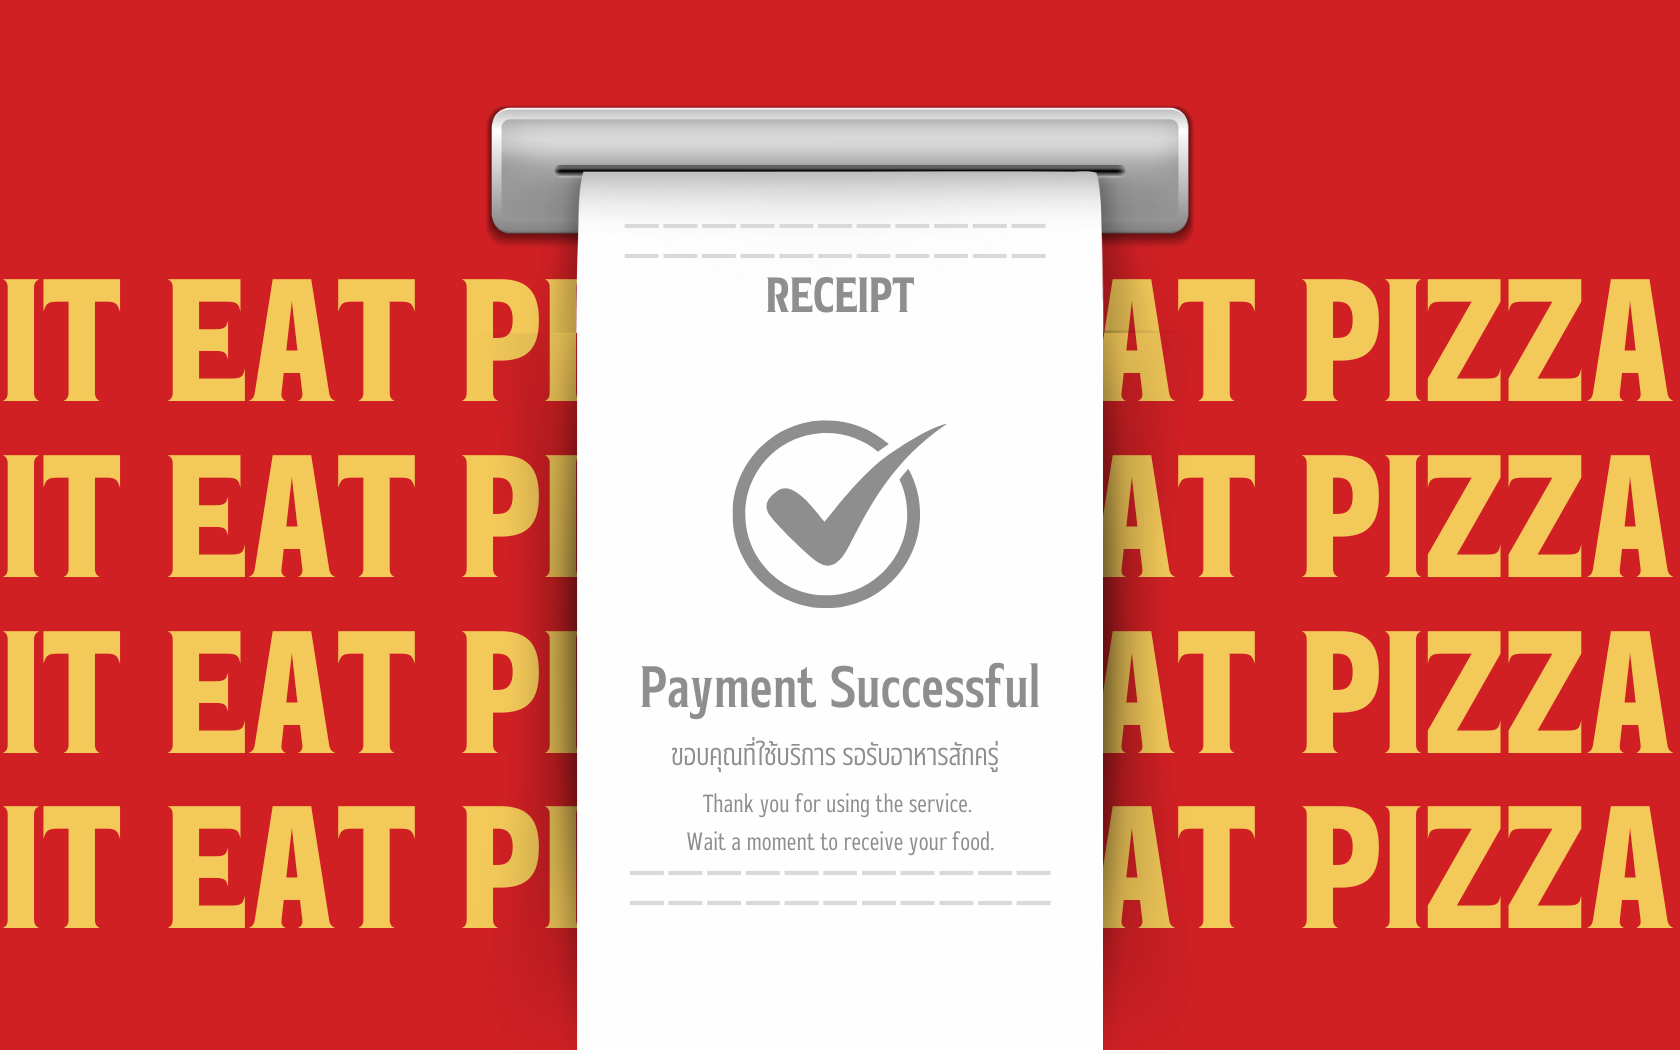 RECEIPT
IT EAT PI AT PIZZA
IT EAT PI AT PIZZA
IT EAT PI AT PIZZA
Payment Successful
ขอบคุณที่ใช้บริการ รอรับอาหารสักครู่
Thank you for using the service.
Wait a moment to receive your food.
IT EAT PI AT PIZZA